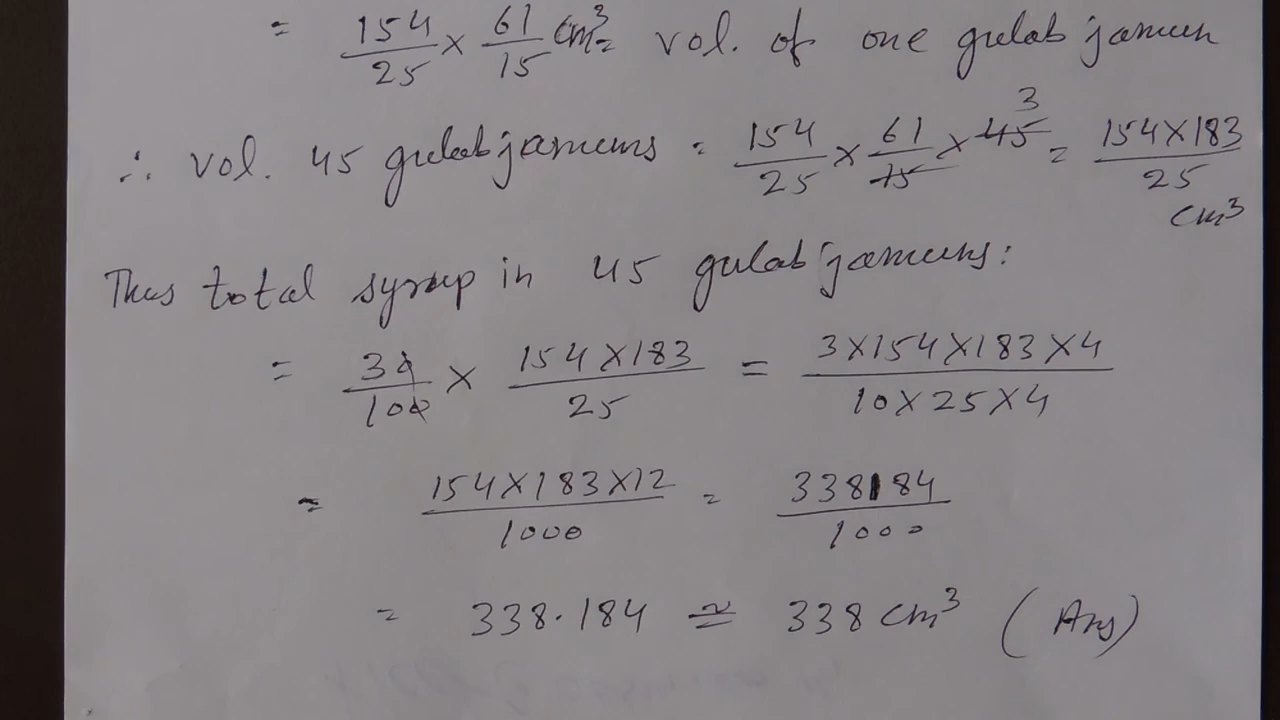 = 154/25 × 61/15 cm³ = vol. of one gulab jamun
∴ vol. 45 gulab jamuns = 154/25 × 61/15 × 45 3 = 154×183/25 cm³
Thus total syrup in 45 gulab jamuns:
= 30/100 × 154×183/25 = 3×154×183×4/10×25×4
= 154×183×12/1000 = 338184/1000
= 338.184 ≃ 338 cm³ (Ans)